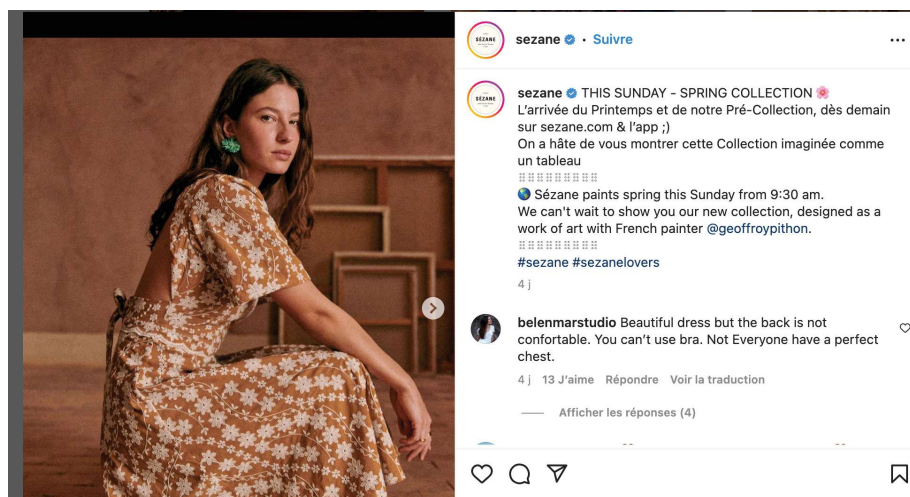 sezane • Suivre
sezane THIS SUNDAY - SPRING COLLECTION 🌸
L'arrivée du Printemps et de notre Pré-Collection, dès demain
sur sezane.com & l'app ;)
On a hâte de vous montrer cette Collection imaginée comme
un tableau
⠿⠿⠿⠿⠿⠿⠿⠿⠿
🌎 Sézane paints spring this Sunday from 9:30 am.
We can't wait to show you our new collection, designed as a
work of art with French painter @geoffroypithon.
⠿⠿⠿⠿⠿⠿⠿⠿⠿
#sezane #sezanelovers
4 j
belenmarstudio Beautiful dress but the back is not
confortable. You can't use bra. Not Everyone have a perfect
chest.
4 j 13 J'aime Répondre Voir la traduction
Afficher les réponses (4)
SÉZANE
SÉZANE